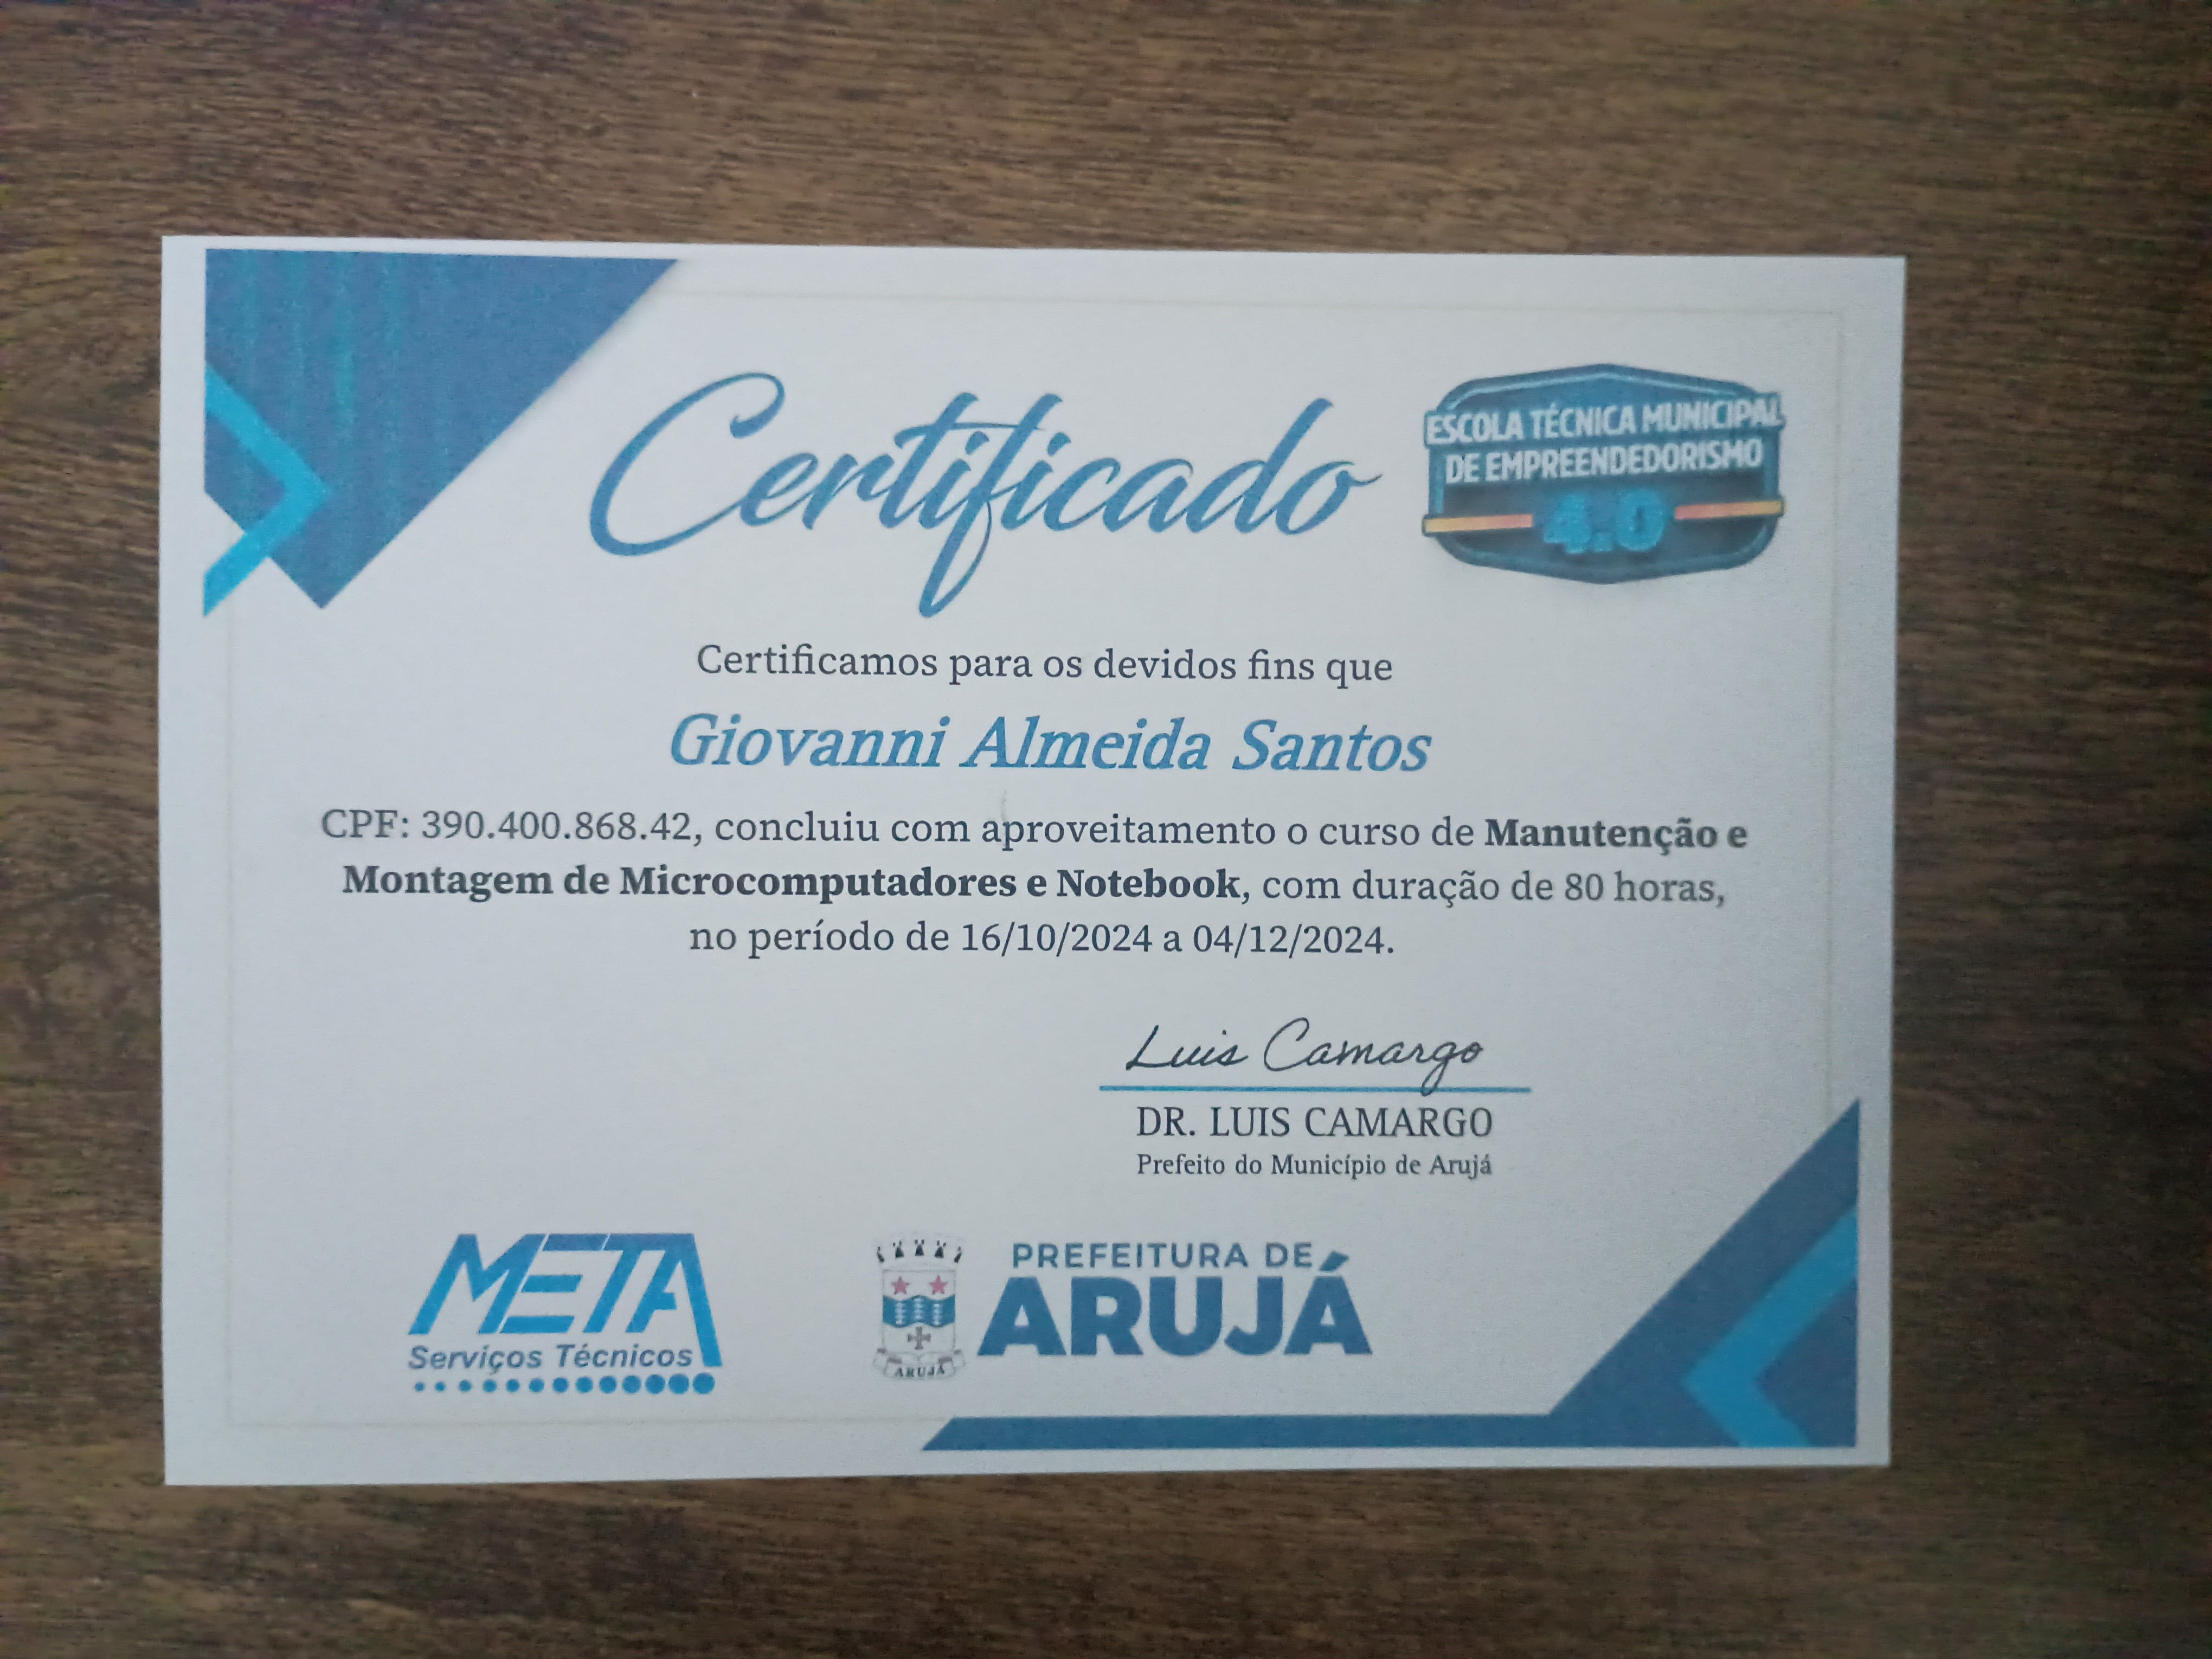 Certificado
ESCOLA TÉCNICA MUNICIPAL
DE EMPREENDEDORISMO
4.0
Certificamos para os devidos fins que
Giovanni Almeida Santos
CPF: 390.400.868.42, concluiu com aproveitamento o curso de Manutenção e
Montagem de Microcomputadores e Notebook, com duração de 80 horas,
no período de 16/10/2024 a 04/12/2024.
Luis Camargo
DR. LUIS CAMARGO
Prefeito do Município de Arujá
META
Serviços Técnicos
ARUJÁ
PREFEITURA DE
ARUJÁ